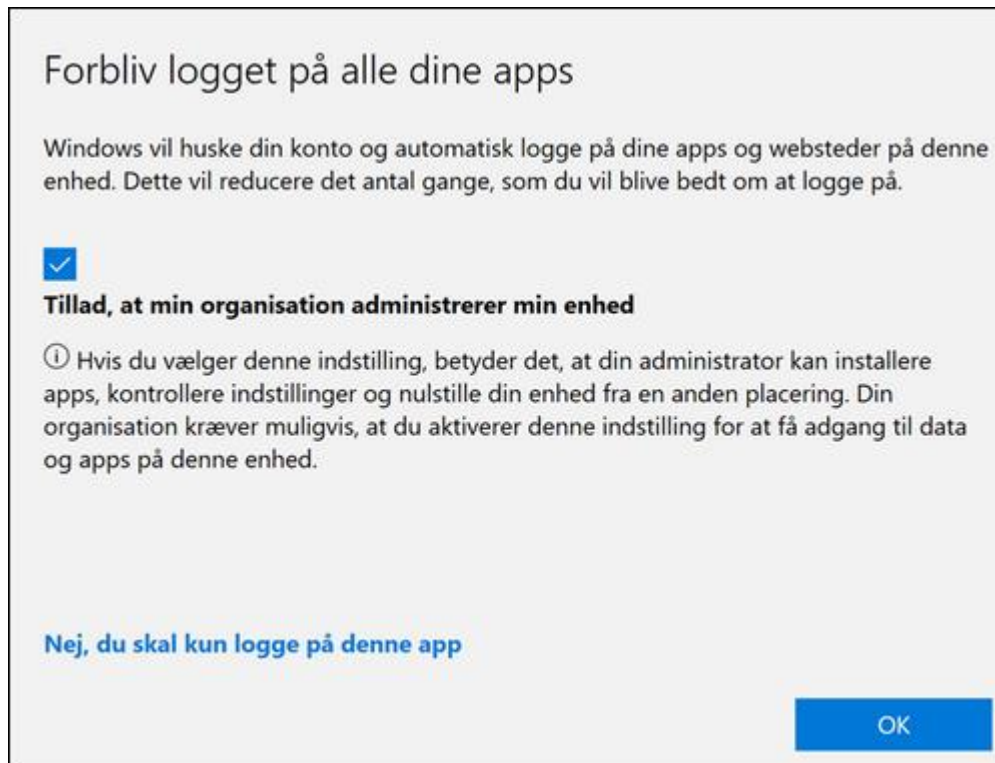 Forbliv logget på alle dine apps
Windows vil huske din konto og automatisk logge på dine apps og websteder på denne
enhed. Dette vil reducere det antal gange, som du vil blive bedt om at logge på.
Tillad, at min organisation administrerer min enhed
Hvis du vælger denne indstilling, betyder det, at din administrator kan installere
apps, kontrollere indstillinger og nulstille din enhed fra en anden placering. Din
organisation kræver muligvis, at du aktiverer denne indstilling for at få adgang til data
og apps på denne enhed.
Nej, du skal kun logge på denne app
OK